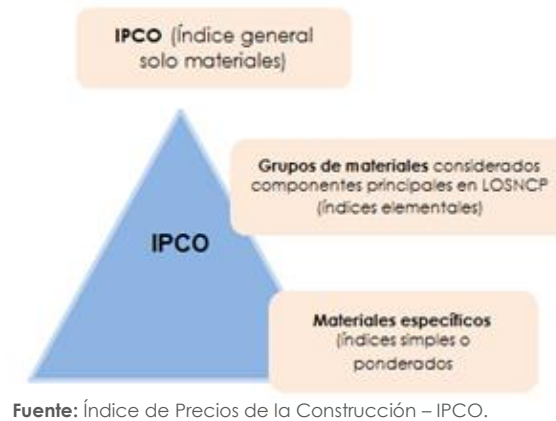 IPCO (Índice general
solo materiales)
Grupos de materiales considerados
componentes principales en LOSNCP
(índices elementales)
IPCO
Materiales específicos
(índices simples o
ponderados
Fuente: Índice de Precios de la Construcción – IPCO.